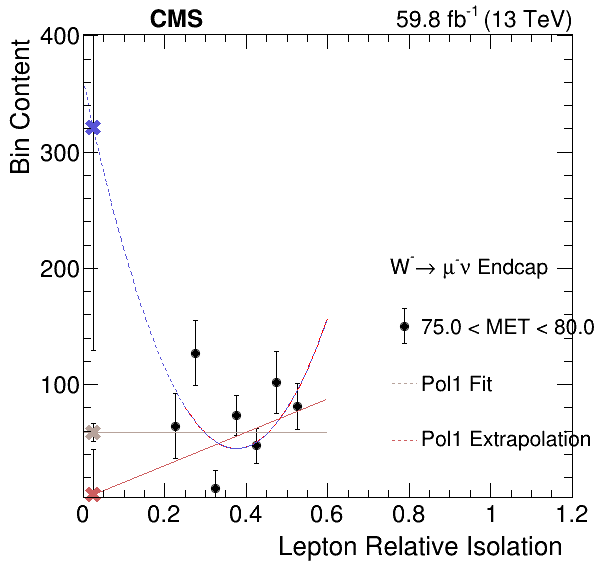 CMS 59.8 fb⁻¹ (13 TeV)
Bin Content
400
300
200
100
W⁻→ μ⁻ν Endcap
75.0 < MET < 80.0
Pol1 Fit
Pol1 Extrapolation
0 0.2 0.4 0.6 0.8 1 1.2
Lepton Relative Isolation